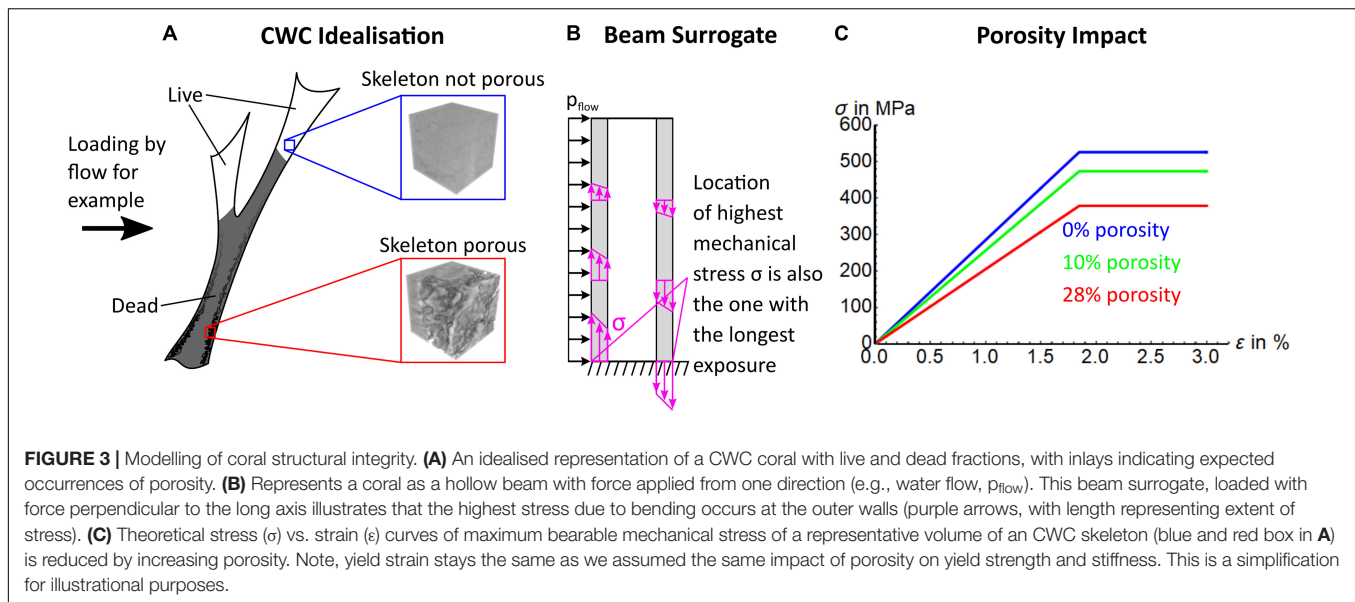 A
CWC Idealisation
Live
Skeleton not porous
Loading by
flow for
example
Skeleton porous
Dead
B
Beam Surrogate
pflow
Location
of highest
mechanical
stress σ is also
the one with
the longest
exposure
σ
C
Porosity Impact
σ in MPa
600
500
400
300
200
100
0
0.0 0.5 1.0 1.5 2.0 2.5 3.0 ε in %
0% porosity
10% porosity
28% porosity
FIGURE 3 | Modelling of coral structural integrity. (A) An idealised representation of a CWC coral with live and dead fractions, with inlays indicating expected
occurrences of porosity. (B) Represents a coral as a hollow beam with force applied from one direction (e.g., water flow, pflow). This beam surrogate, loaded with
force perpendicular to the long axis illustrates that the highest stress due to bending occurs at the outer walls (purple arrows, with length representing extent of
stress). (C) Theoretical stress (σ) vs. strain (ε) curves of maximum bearable mechanical stress of a representative volume of an CWC skeleton (blue and red box in A)
is reduced by increasing porosity. Note, yield strain stays the same as we assumed the same impact of porosity on yield strength and stiffness. This is a simplification
for illustrational purposes.